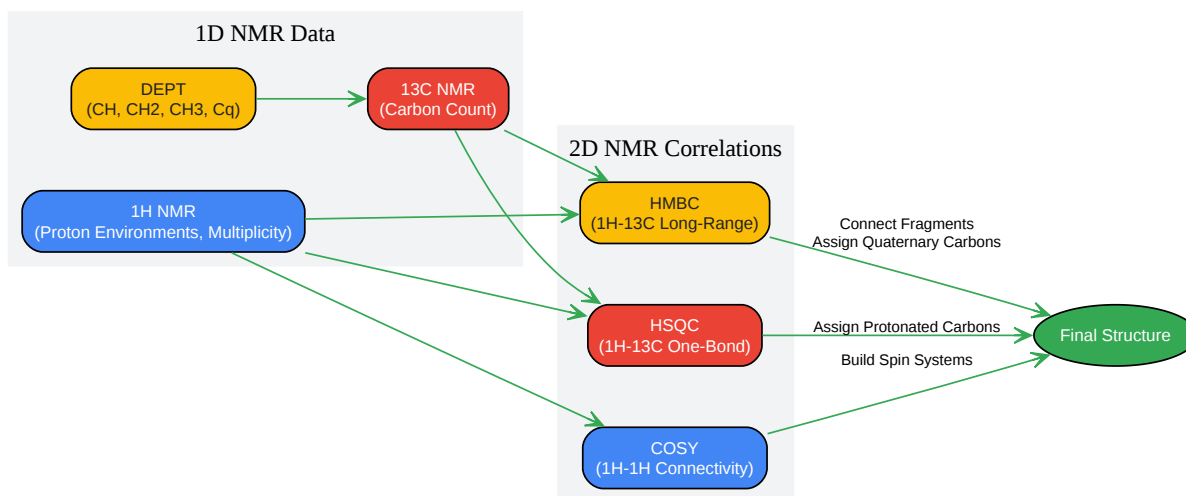 1D NMR Data
DEPT
(CH, CH2, CH3, Cq)
13C NMR
(Carbon Count)
1H NMR
(Proton Environments, Multiplicity)
2D NMR Correlations
HMBC
(1H-13C Long-Range)
HSQC
(1H-13C One-Bond)
COSY
(1H-1H Connectivity)
Connect Fragments
Assign Quaternary Carbons
Assign Protonated Carbons
Build Spin Systems
Final Structure